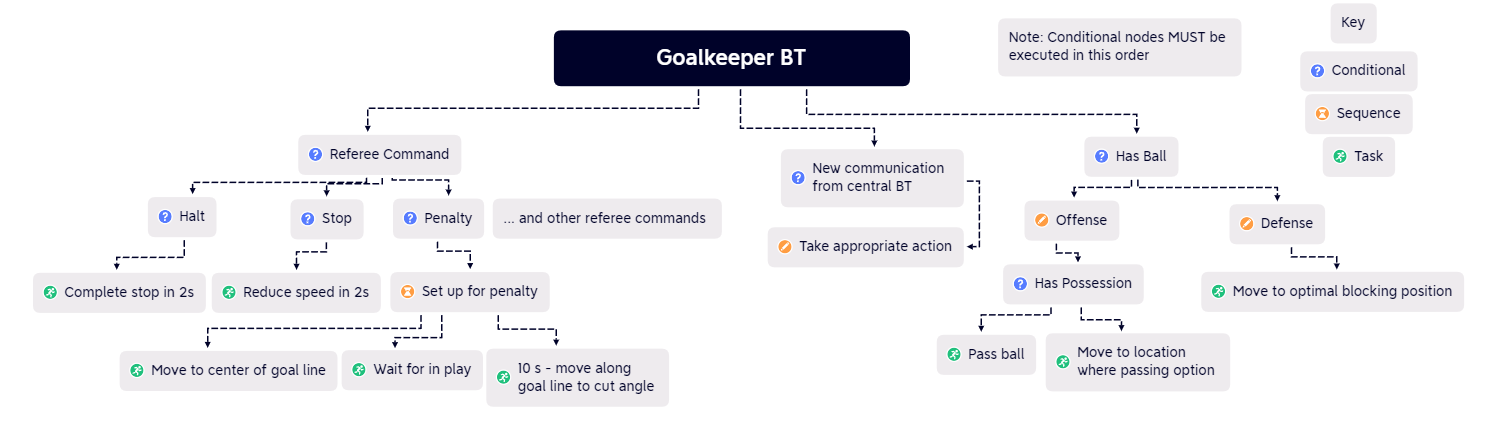 Goalkeeper BT
Note: Conditional nodes MUST be
executed in this order
Key
Conditional
Sequence
Task
Referee Command
New communication
from central BT
Has Ball
Halt
Stop
Penalty
... and other referee commands
Take appropriate action
Offense
Defense
Complete stop in 2s
Reduce speed in 2s
Set up for penalty
Has Possession
Move to optimal blocking position
Move to center of goal line
Wait for in play
10 s - move along
goal line to cut angle
Pass ball
Move to location
where passing option